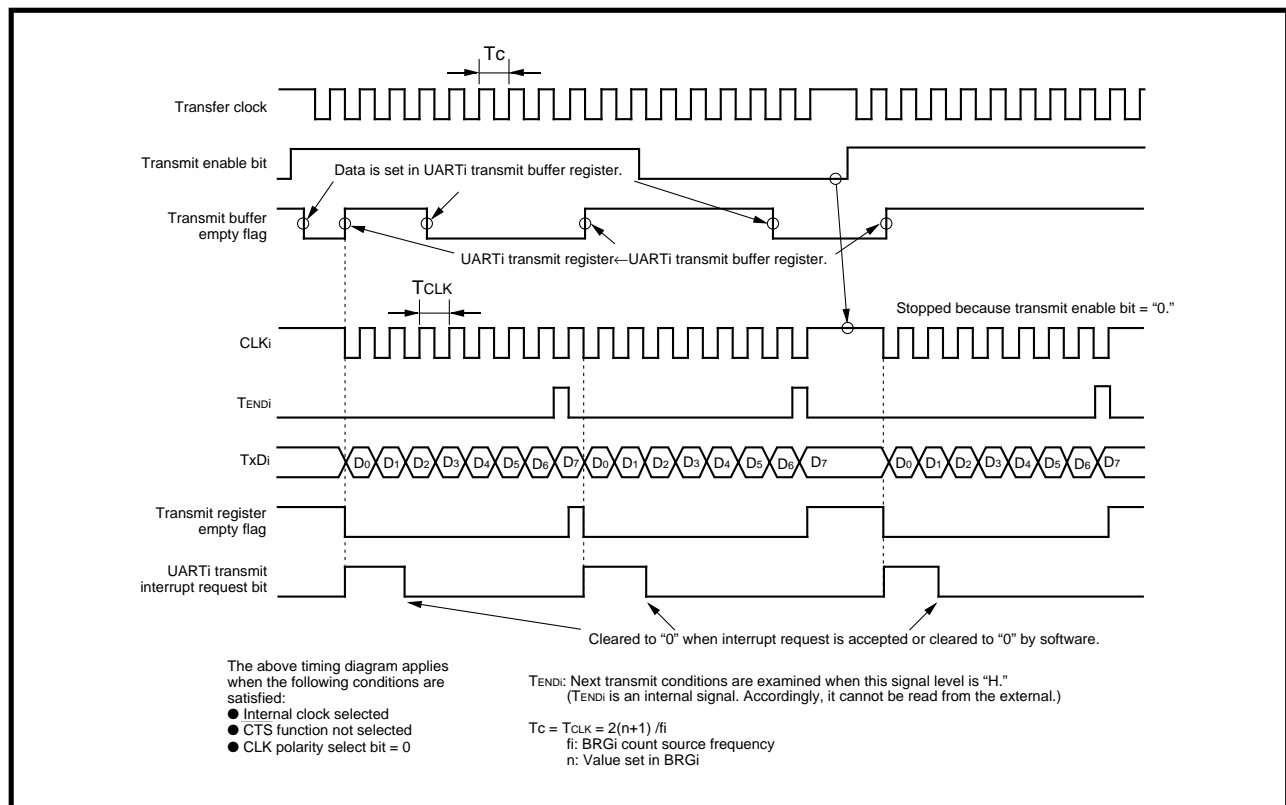 Tc
Transfer clock
Transmit enable bit
Data is set in UARTi transmit buffer register.
Transmit buffer
empty flag
UARTi transmit register←UARTi transmit buffer register.
TCLK
Stopped because transmit enable bit = “0.”
CLKi
TENDi
TxDi
D0 D1 D2 D3 D4 D5 D6 D7 D0 D1 D2 D3 D4 D5 D6 D7 D0 D1 D2 D3 D4 D5 D6 D7
Transmit register
empty flag
UARTi transmit
interrupt request bit
Cleared to “0” when interrupt request is accepted or cleared to “0” by software.
The above timing diagram applies
when the following conditions are
satisfied:
● Internal clock selected
● CTS function not selected
● CLK polarity select bit = 0
TENDi: Next transmit conditions are examined when this signal level is “H.”
(TENDi is an internal signal. Accordingly, it cannot be read from the external.)
Tc = TCLK = 2(n+1) /fi
fi: BRGi count source frequency
n: Value set in BRGi